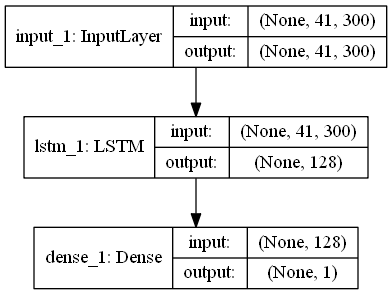 input_1: InputLayer
input: (None, 41, 300)
output: (None, 41, 300)
lstm_1: LSTM
input: (None, 41, 300)
output: (None, 128)
dense_1: Dense
input: (None, 128)
output: (None, 1)